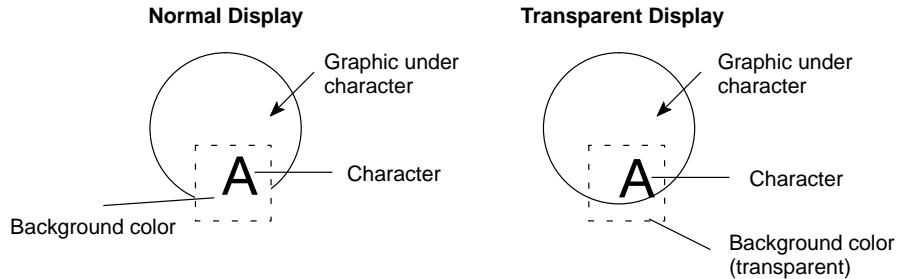 Normal Display
Graphic under
character
A
Character
Background color
Transparent Display
Graphic under
character
A
Character
Background color
(transparent)